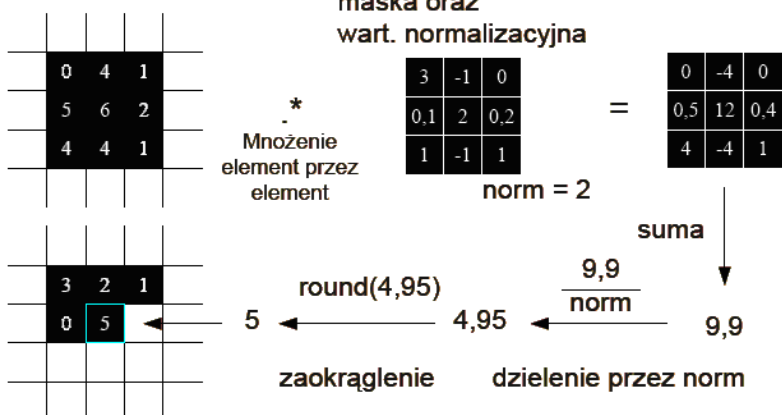 maska oraz
wart. normalizacyjna
0 4 1
5 6 2
4 4 1
.*
Mnożenie
element przez
element
3 -1 0
0,1 2 0,2
1 -1 1
norm = 2
=
0 -4 0
0,5 12 0,4
4 -4 1
suma
9,9
9,9
norm
dzielenie przez norm
4,95
round(4,95)
zaokrąglenie
5
3 2 1
0 5